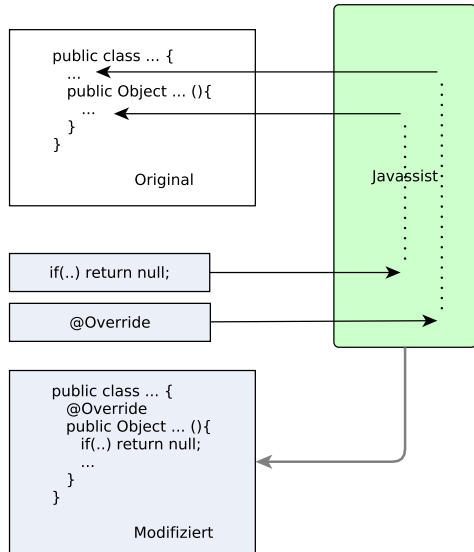 public class ... {
...
public Object ... (){
...
}
}
Original
Javassist
if(..) return null;
@Override
public class ... {
@Override
public Object ... (){
if(..) return null;
...
}
}
Modifiziert